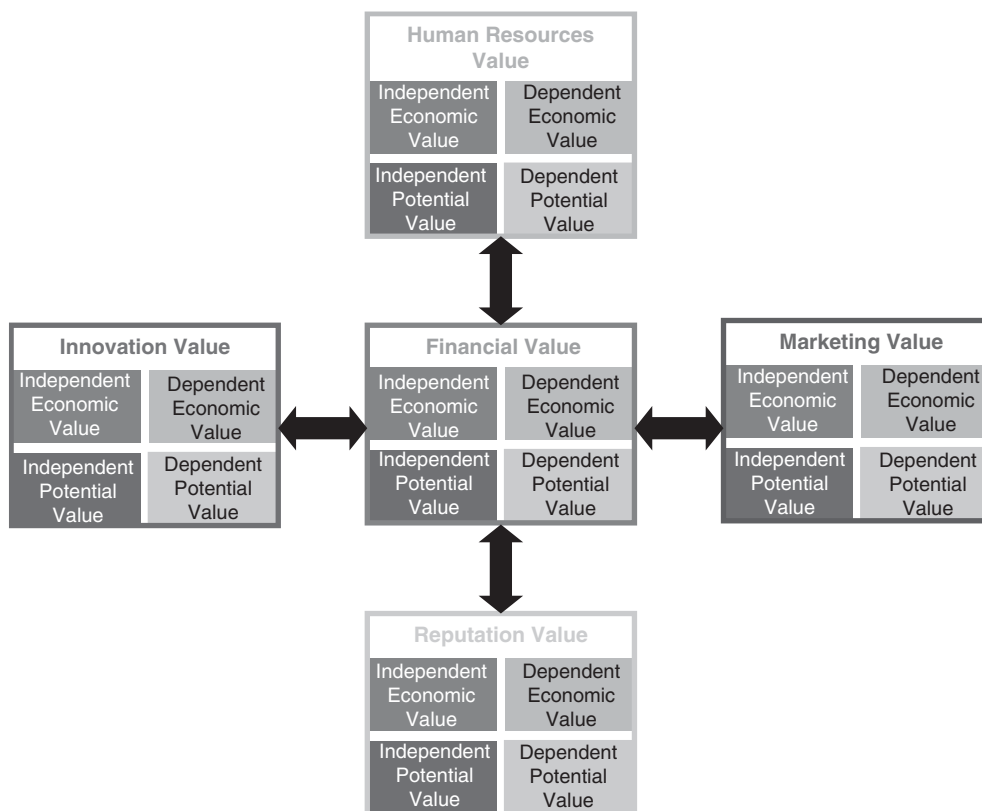 Human Resources
Value
Independent
Economic
Value
Dependent
Economic
Value
Independent
Potential
Value
Dependent
Potential
Value
Innovation Value
Independent
Economic
Value
Dependent
Economic
Value
Independent
Potential
Value
Dependent
Potential
Value
Financial Value
Independent
Economic
Value
Dependent
Economic
Value
Independent
Potential
Value
Dependent
Potential
Value
Marketing Value
Independent
Economic
Value
Dependent
Economic
Value
Independent
Potential
Value
Dependent
Potential
Value
Reputation Value
Independent
Economic
Value
Dependent
Economic
Value
Independent
Potential
Value
Dependent
Potential
Value